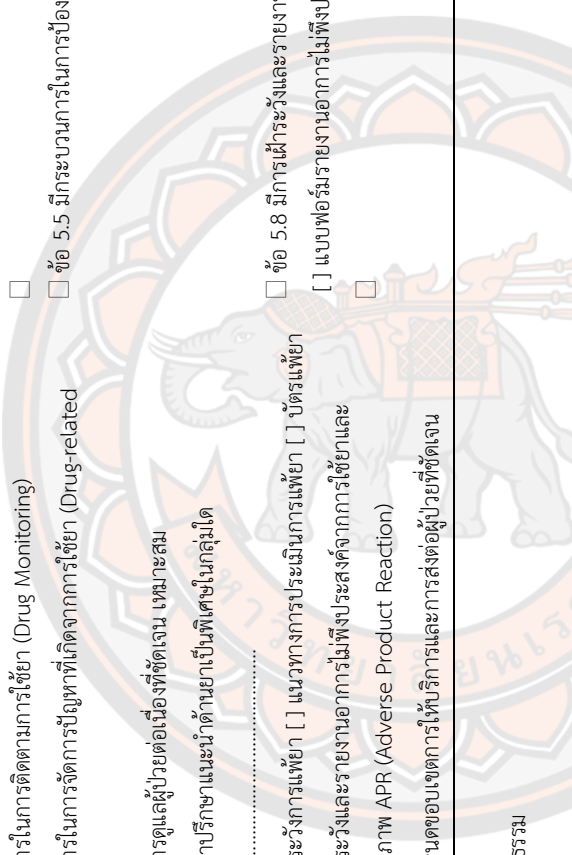 ารในการติดตามการใช้ยา (Drug Monitoring)
ารในการจัดการปัญหาที่เกิดจากการใช้ยา (Drug-related
☐ ข้อ 5.5 มีกระบวนการในการป้อง
ารดูแลผู้ป่วยต่อเนื่องที่ชัดเจน เหมาะสม
าปรึกษาแนะนำด้านยาเป็นพิเศษในกลุ่มใด
ระวังการแพ้ยา [ ] แนวทางการประเมินการแพ้ยา [ ] บัตรแพ้ยา
☐ ข้อ 5.8 มีการเฝ้าระวังและรายงา
ระวังและรายงานอาการไม่พึงประสงค์จากการใช้ยาและ
[ ] แบบฟอร์มรายงานอาการไม่พึงป
ภาพ APR (Adverse Product Reaction)
นดขอบเขตการให้บริการและการส่งต่อผู้ป่วยที่ชัดเจน
ธรรม